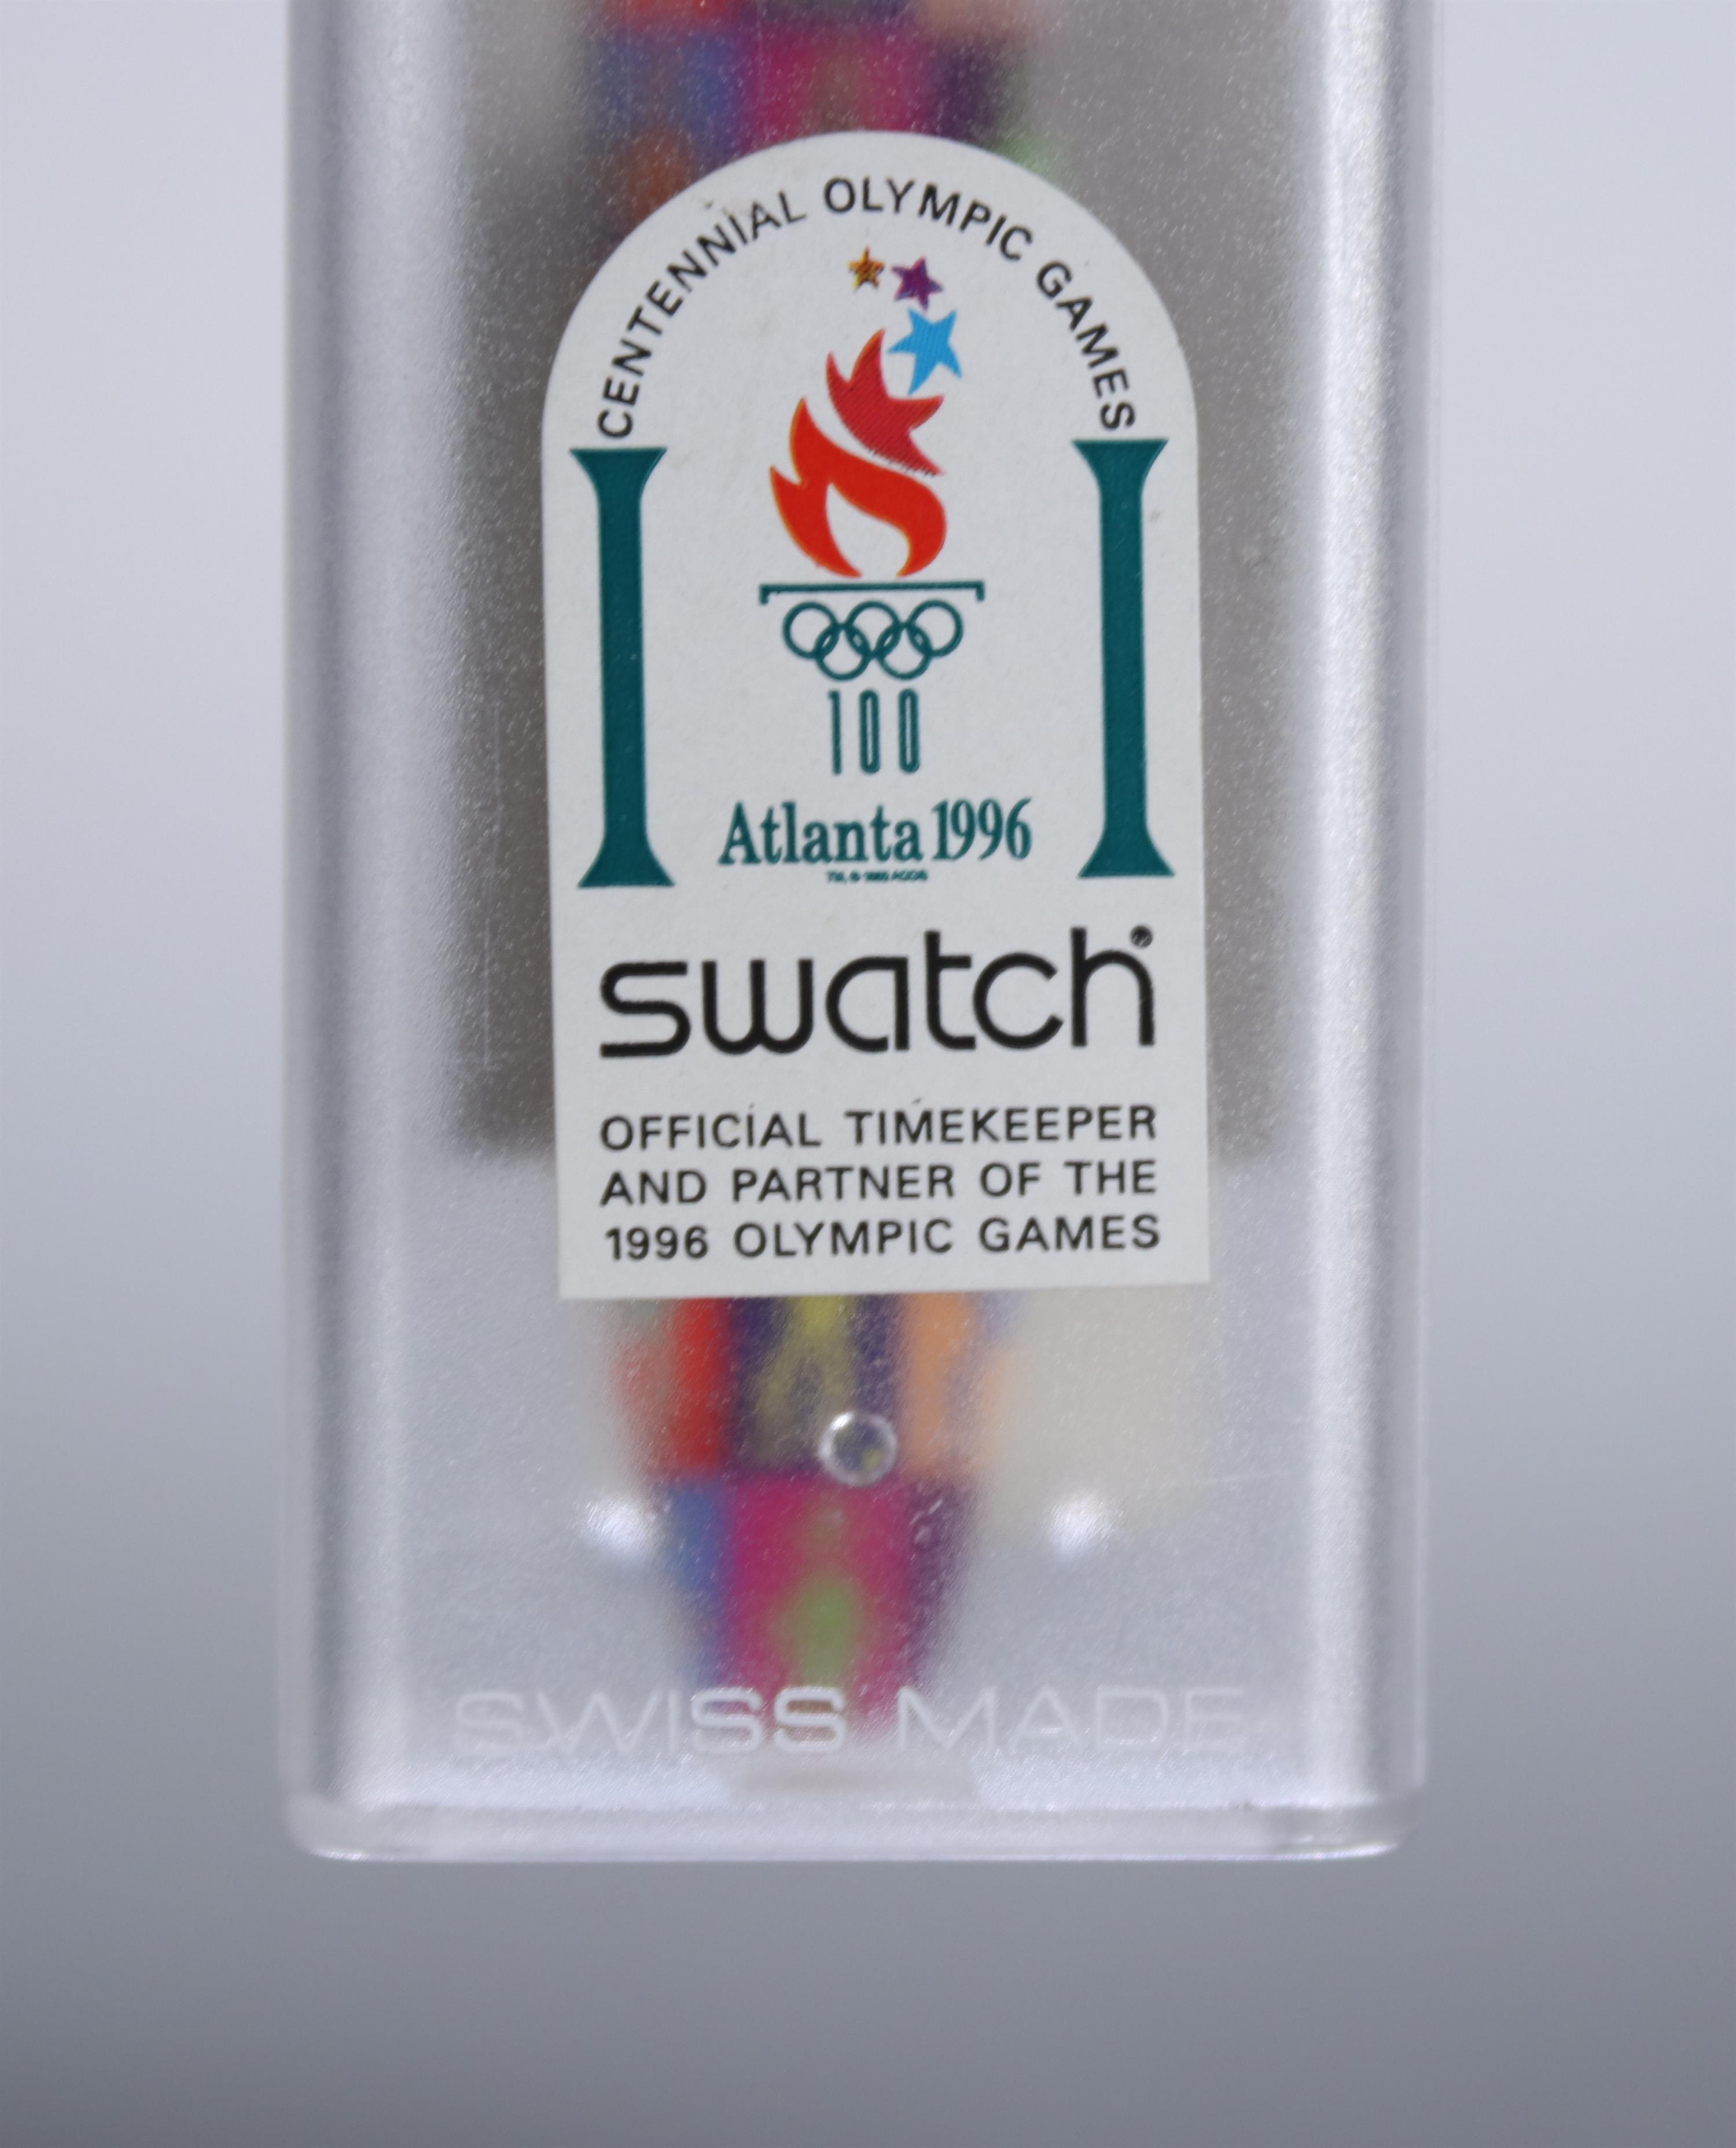 CENTENNIAL OLYMPIC GAMES
100
Atlanta 1996
swatch®
OFFICIAL TIMEKEEPER
AND PARTNER OF THE
1996 OLYMPIC GAMES
SWISS MADE